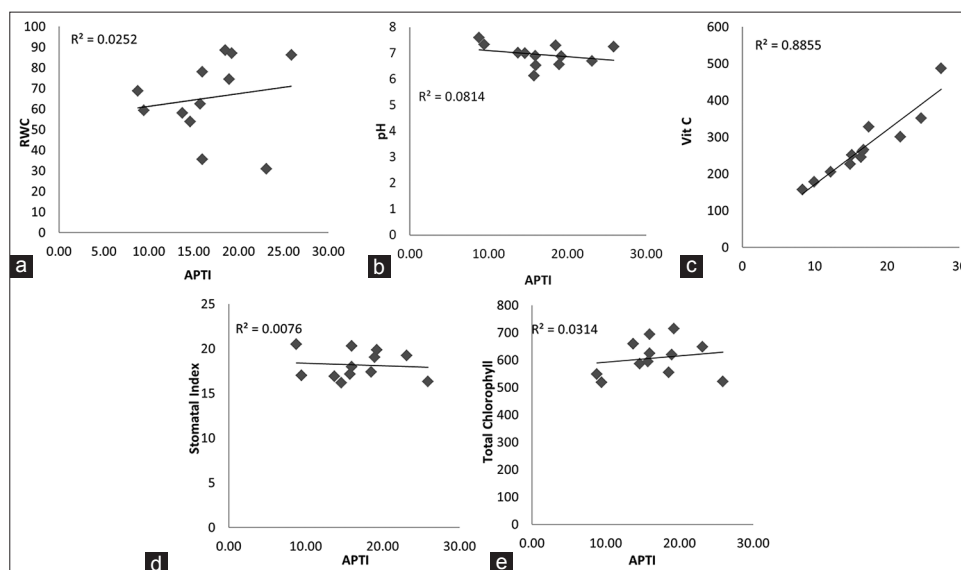 R² = 0.0252
100
90
80
70
60
50
40
30
20
10
0
RWC
0.00 5.00 10.00 15.00 20.00 25.00 30.00
APTI
a
8
7
6
5
4
3
2
1
0
pH
R² = 0.0814
0.00 10.00 20.00 30.00
APTI
b
R² = 0.8855
600
500
400
300
200
100
0
Vit C
0 10 20 30
c
R² = 0.0076
25
20
15
10
5
0
Stomatal Index
0.00 10.00 20.00 30.00
APTI
d
R² = 0.0314
800
700
600
500
400
300
200
100
0
Total Chlorophyll
0.00 10.00 20.00 30.00
APTI
e